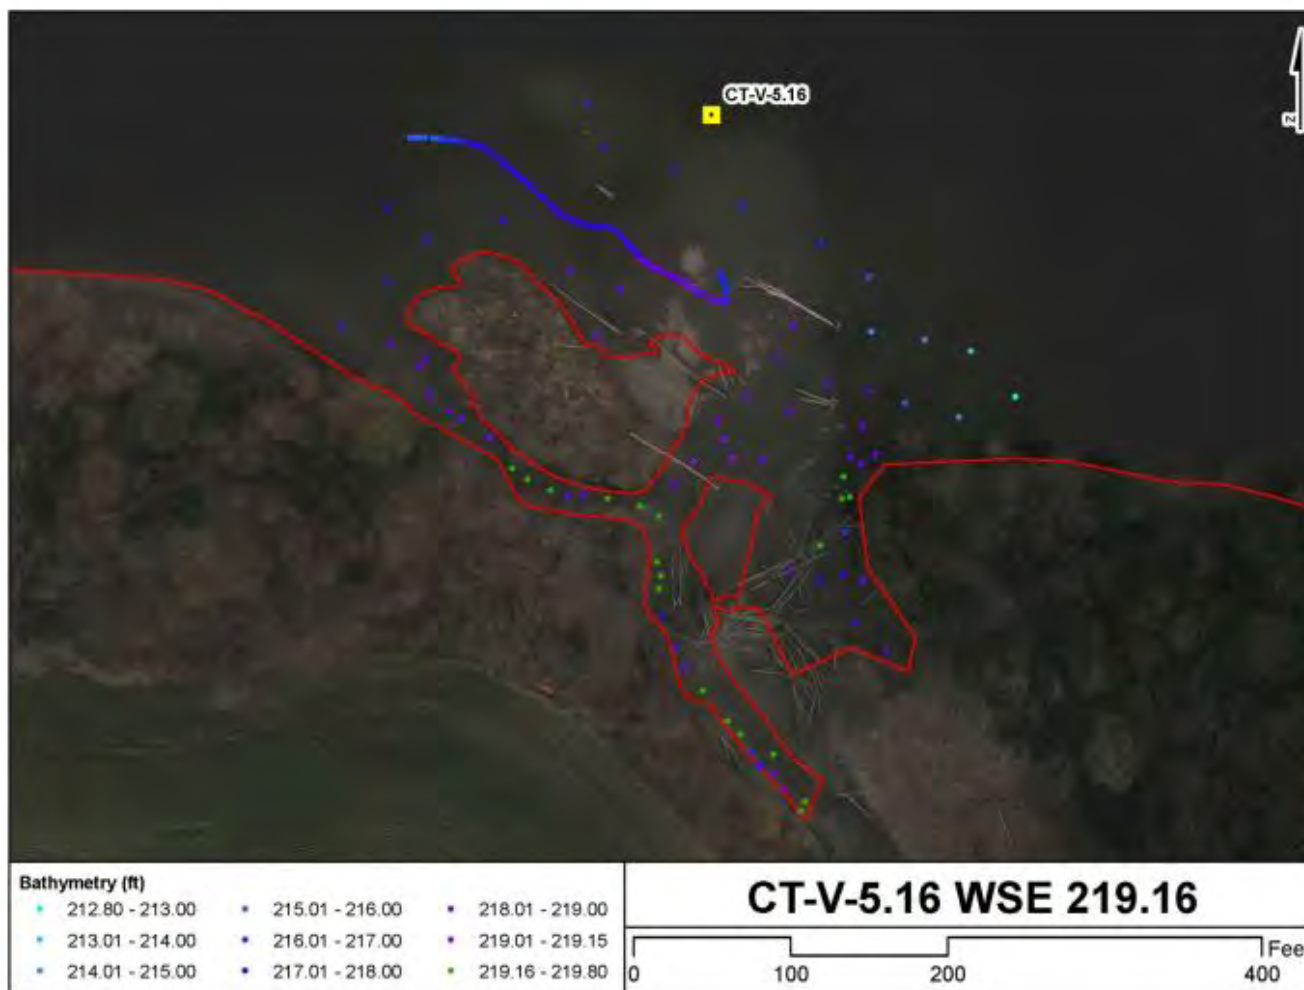 CT-V-5.16
N
Bathymetry (ft)
212.80 - 213.00
213.01 - 214.00
214.01 - 215.00
215.01 - 216.00
216.01 - 217.00
217.01 - 218.00
218.01 - 219.00
219.01 - 219.15
219.16 - 219.80
CT-V-5.16 WSE 219.16
Fee
0 100 200 400